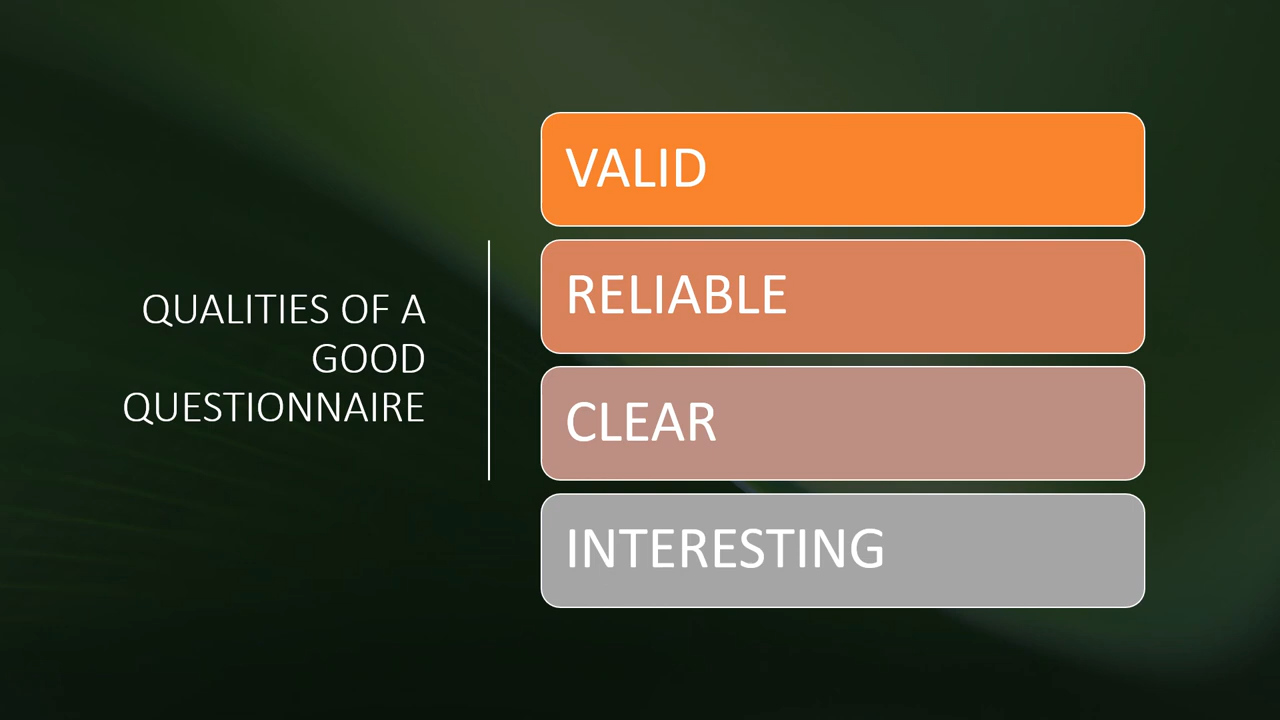 QUALITIES OF A
GOOD
QUESTIONNAIRE
VALID
RELIABLE
CLEAR
INTERESTING